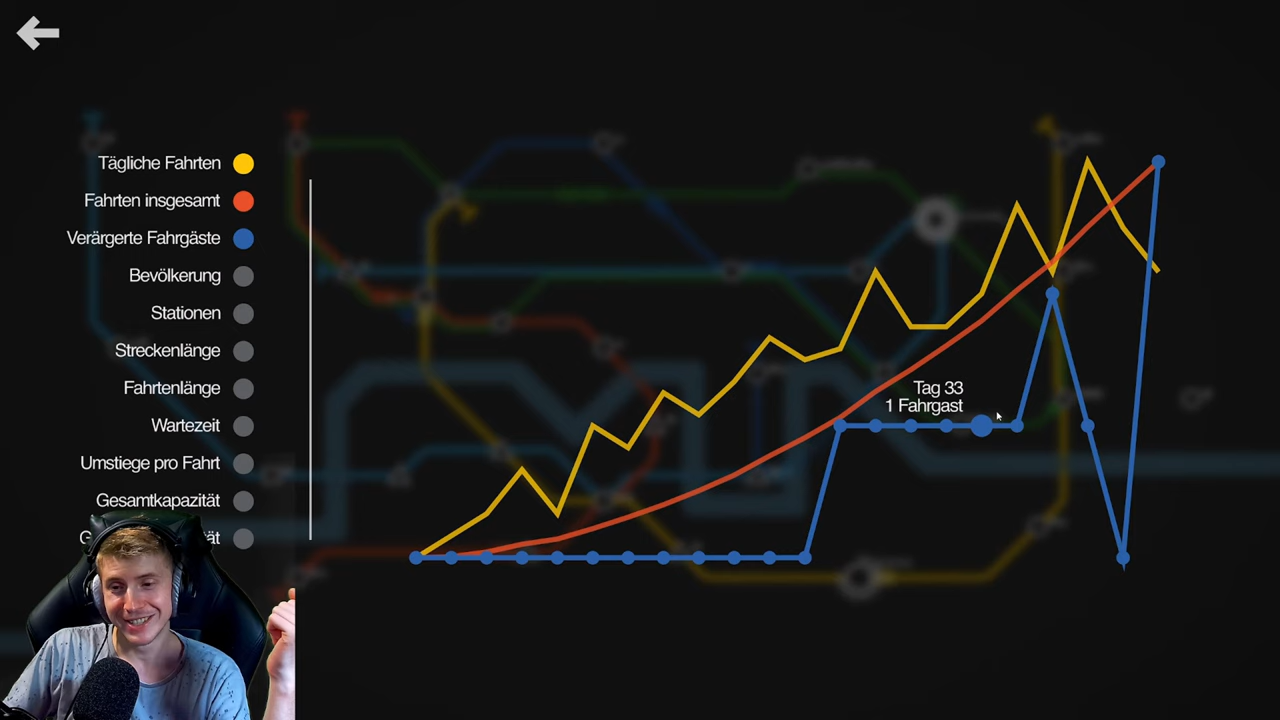 Tägliche Fahrten
Fahrten insgesamt
Verärgerte Fahrgäste
Bevölkerung
Stationen
Streckenlänge
Fahrtenlänge
Wartezeit
Umstiege pro Fahrt
Gesamtkapazität
Tag 33
1 Fahrgast